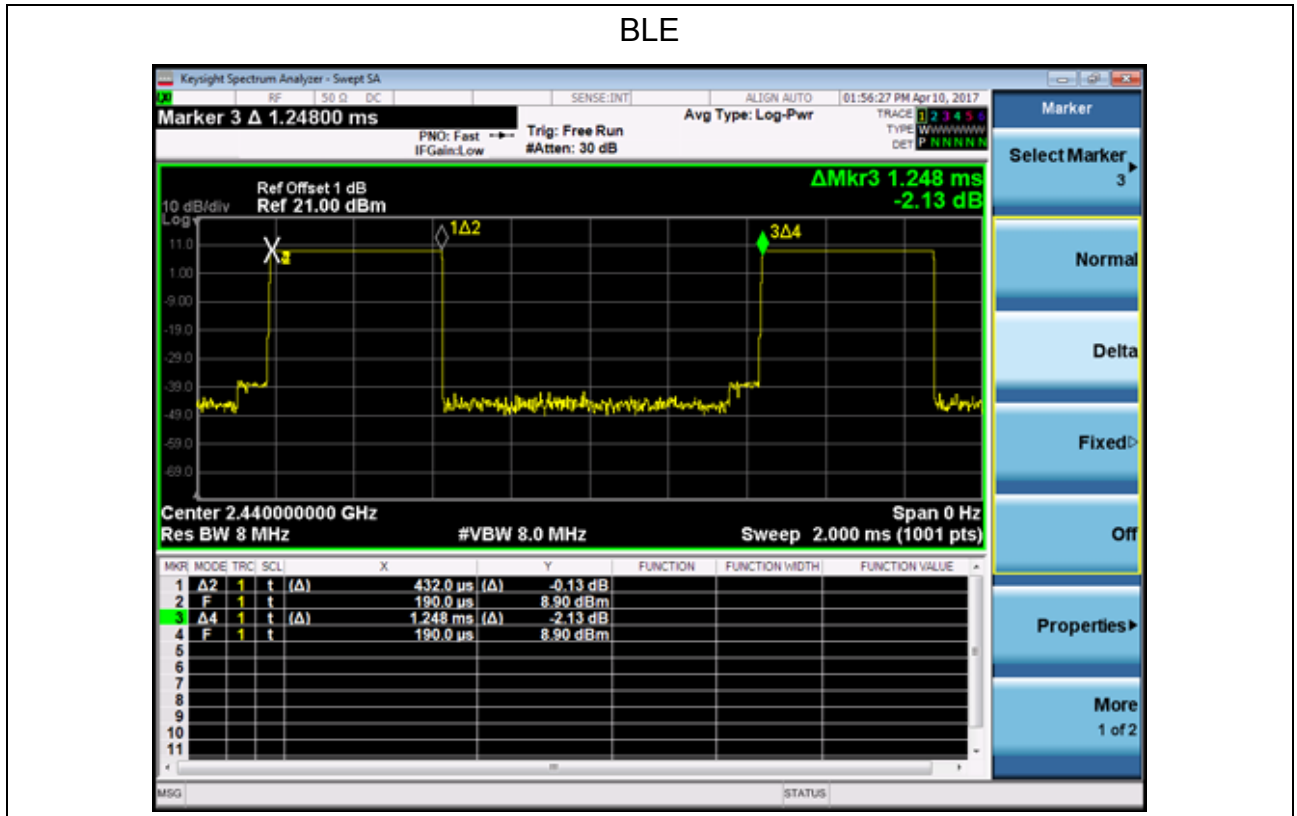 BLE
Keysight Spectrum Analyzer - Swept SA
RF 50 Ω DC SENSE:INT ALIGN AUTO 01:56:27 PM Apr 10, 2017
Marker 3 Δ 1.24800 ms
PNO: Fast
IFGain:Low
Trig: Free Run
#Atten: 30 dB
Avg Type: Log-Pwr
TRACE 1 2 3 4 5 6
TYPE WWWWWWW
DET P N N N N N
ΔMkr3 1.248 ms
-2.13 dB
Ref Offset 1 dB
10 dB/div Ref 21.00 dBm
Log
1Δ2
3Δ4
11.0
1.00
-9.00
-19.0
-29.0
-39.0
-49.0
-59.0
-69.0
Center 2.440000000 GHz Span 0 Hz
Res BW 8 MHz #VBW 8.0 MHz Sweep 2.000 ms (1001 pts)
MKR MODE TRC SCL X Y FUNCTION FUNCTION WIDTH FUNCTION VALUE
1 Δ2 1 t (Δ) 432.0 µs (Δ) -0.13 dB
2 F 1 t 190.0 µs 8.90 dBm
3 Δ4 1 t (Δ) 1.248 ms (Δ) -2.13 dB
4 F 1 t 190.0 µs 8.90 dBm
5
6
7
8
9
10
11
MSG STATUS
Marker
Select Marker
3
Normal
Delta
Fixed
Off
Properties
More
1 of 2